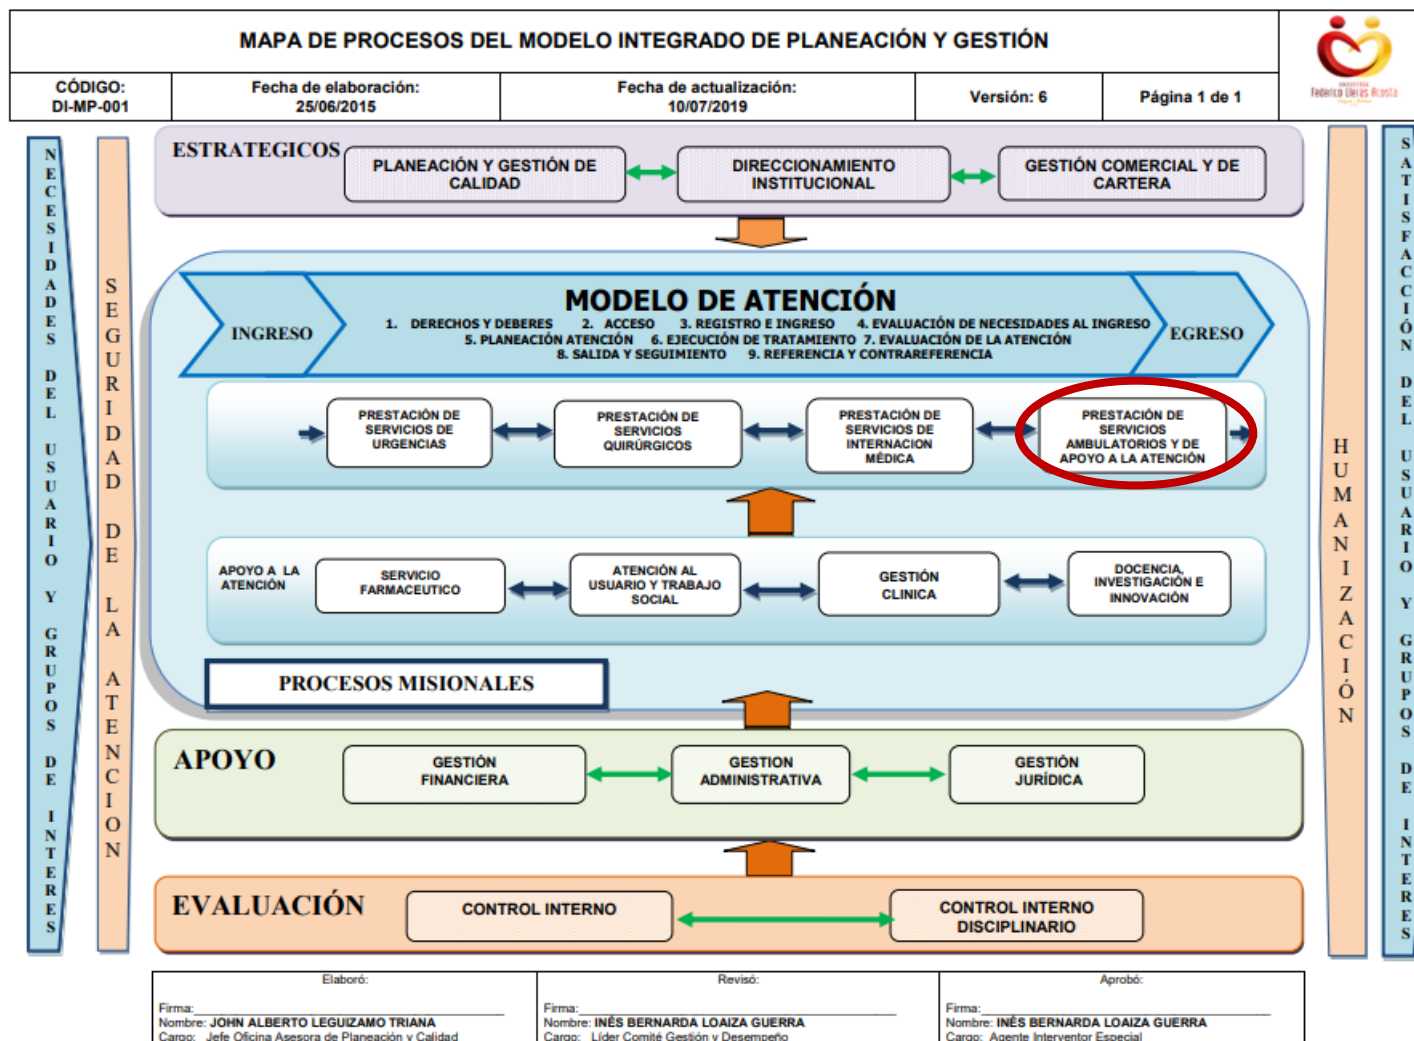 MAPA DE PROCESOS DEL MODELO INTEGRADO DE PLANEACIÓN Y GESTIÓN
CÓDIGO:
DI-MP-001
Fecha de elaboración:
25/06/2015
Fecha de actualización:
10/07/2019
Versión: 6
Página 1 de 1
Federico Lleras Acosta
NECESIDADES DEL USUARIO Y GRUPOS DE INTERES
SEGURIDAD DE LA ATENCION
ESTRATEGICOS
PLANEACIÓN Y GESTIÓN DE
CALIDAD
DIRECCIONAMIENTO
INSTITUCIONAL
GESTIÓN COMERCIAL Y DE
CARTERA
INGRESO
MODELO DE ATENCIÓN
1. DERECHOS Y DEBERES 2. ACCESO 3. REGISTRO E INGRESO 4. EVALUACIÓN DE NECESIDADES AL INGRESO
5. PLANEACIÓN ATENCIÓN 6. EJECUCIÓN DE TRATAMIENTO 7. EVALUACIÓN DE LA ATENCIÓN
8. SALIDA Y SEGUIMIENTO 9. REFERENCIA Y CONTRAREFERENCIA
EGRESO
PRESTACIÓN DE
SERVICIOS DE
URGENCIAS
PRESTACIÓN DE
SERVICIOS
QUIRÚRGICOS
PRESTACIÓN DE
SERVICIOS DE
INTERNACION
MÉDICA
PRESTACIÓN DE
SERVICIOS
AMBULATORIOS Y DE
APOYO A LA ATENCIÓN
APOYO A LA
ATENCIÓN
SERVICIO
FARMACEUTICO
ATENCIÓN AL
USUARIO Y TRABAJO
SOCIAL
GESTIÓN
CLINICA
DOCENCIA,
INVESTIGACIÓN E
INNOVACIÓN
PROCESOS MISIONALES
APOYO
GESTIÓN
FINANCIERA
GESTION
ADMINISTRATIVA
GESTIÓN
JURÍDICA
EVALUACIÓN
CONTROL INTERNO
CONTROL INTERNO
DISCIPLINARIO
HUMANIZACIÓN
SATISFACCIÓN DEL USUARIO Y GRUPOS DE INTERES
Elaboró:
Firma:
Nombre: JOHN ALBERTO LEGUIZAMO TRIANA
Cargo: Jefe Oficina Asesora de Planeación y Calidad
Revisó:
Firma:
Nombre: INÉS BERNARDA LOAIZA GUERRA
Cargo: Líder Comité Gestión y Desempeño
Aprobó:
Firma:
Nombre: INÉS BERNARDA LOAIZA GUERRA
Cargo: Agente Interventor Especial